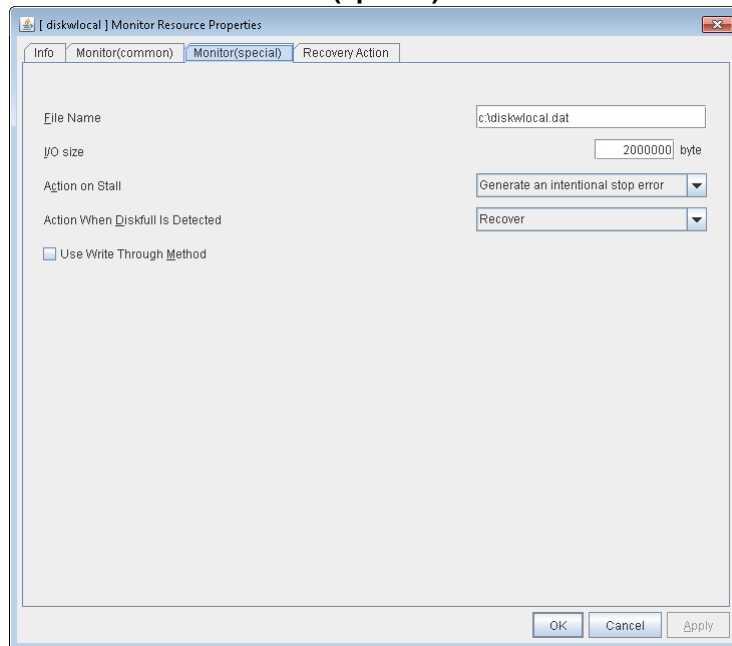 [ diskwlocal ] Monitor Resource Properties
Info Monitor(common) Monitor(special) Recovery Action
File Name c:\diskwlocal.dat
I/O size 2000000 byte
Action on Stall Generate an intentional stop error
Action When Diskfull Is Detected Recover
Use Write Through Method
OK Cancel Apply